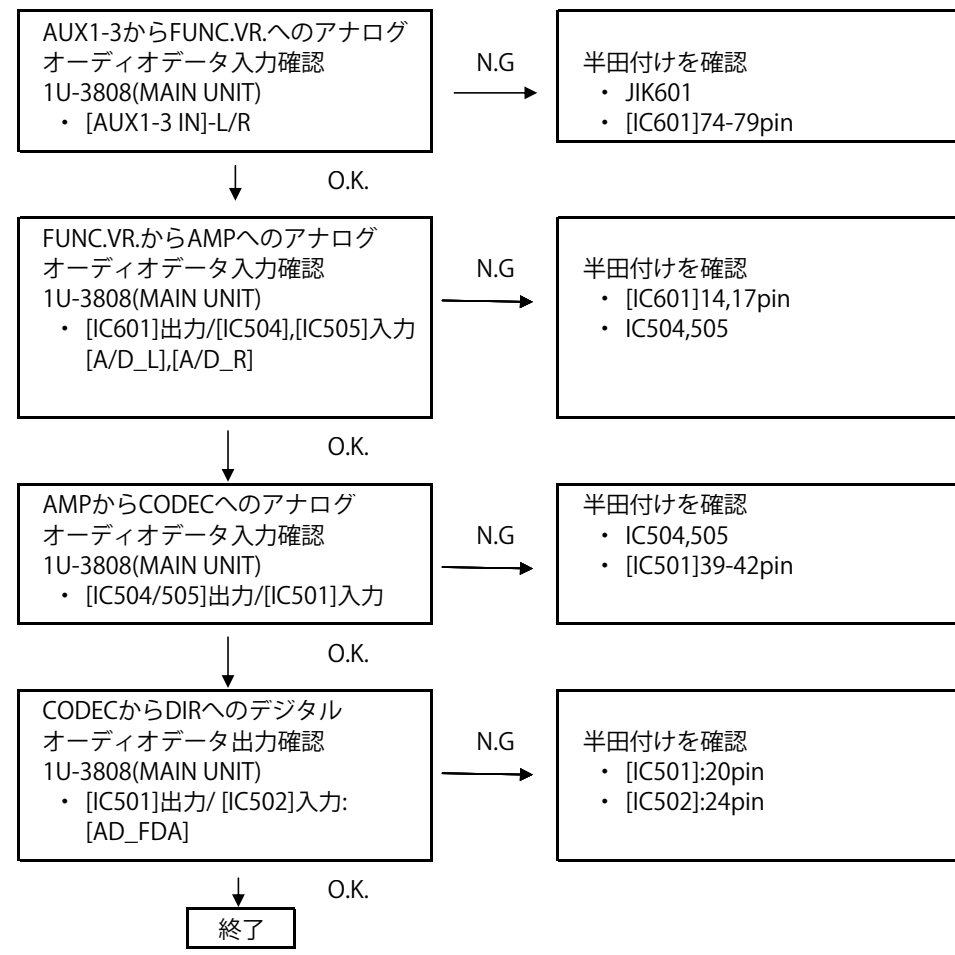 AUX1-3からFUNC.VR.へのアナログ
オーディオデータ入力確認
1U-3808(MAIN UNIT)
・ [AUX1-3 IN]-L/R
N.G
半田付けを確認
・ JIK601
・ [IC601]74-79pin
O.K.
FUNC.VR.からAMPへのアナログ
オーディオデータ入力確認
1U-3808(MAIN UNIT)
・ [IC601]出力/[IC504],[IC505]入力
[A/D_L],[A/D_R]
N.G
半田付けを確認
・ [IC601]14,17pin
・ IC504,505
O.K.
AMPからCODECへのアナログ
オーディオデータ入力確認
1U-3808(MAIN UNIT)
・ [IC504/505]出力/[IC501]入力
N.G
半田付けを確認
・ IC504,505
・ [IC501]39-42pin
O.K.
CODECからDIRへのデジタル
オーディオデータ出力確認
1U-3808(MAIN UNIT)
・ [IC501]出力/ [IC502]入力:
[AD_FDA]
N.G
半田付けを確認
・ [IC501]:20pin
・ [IC502]:24pin
O.K.
終了